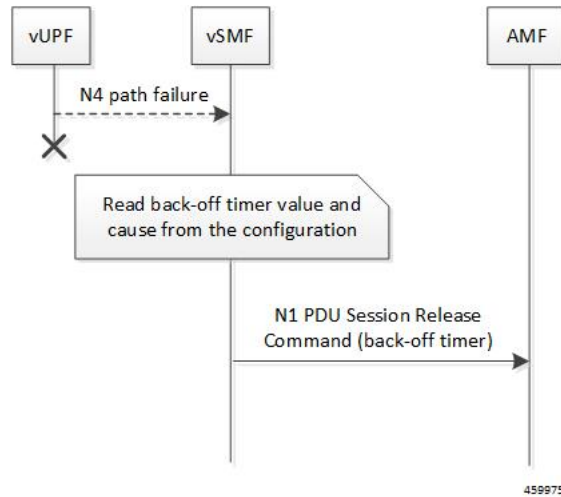 vUPF
vSMF
AMF
N4 path failure
Read back-off timer value and
cause from the configuration
N1 PDU Session Release
Command (back-off timer)
459975